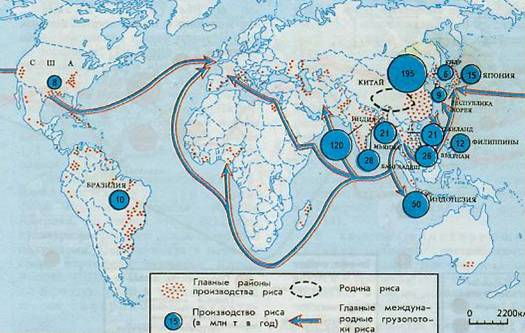 С Ш А
8
БРАЗИЛИЯ
10
КИТАЙ
195
КНДР
6
15
ЯПОНИЯ
9
РЕСПУБЛИКА
КОРЕЯ
ИНДИЯ
120
21
МЬЯНМА
28
БАНГЛАДЕШ
21
ТАИЛАНД
26
ВЬЕТНАМ
12
ФИЛИППИНЫ
50
ИНДОНЕЗИЯ
Главные районы
производства риса
Родина риса
15
Производство риса
(в млн т в год)
Главные междуна-
родные грузопото-
ки риса
0 2200